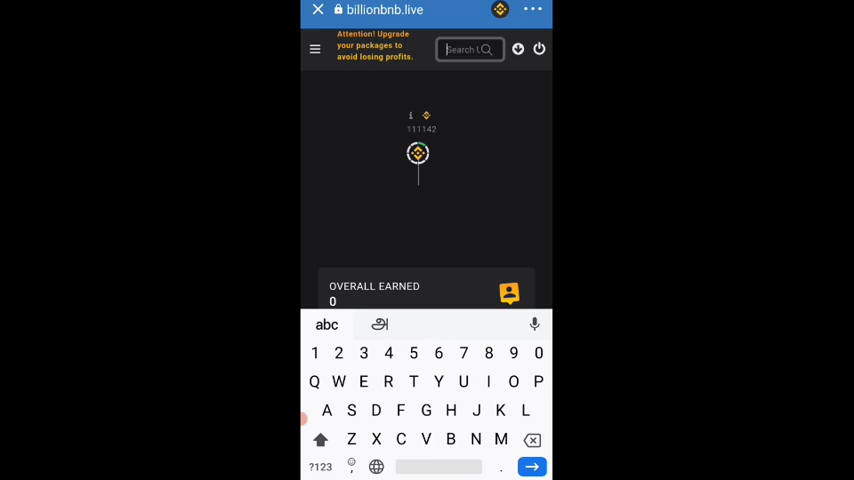 billionbnb.live
Attention! Upgrade
your packages to
avoid losing profits.
Search
i
111142
OVERALL EARNED
0
abc அ
1 2 3 4 5 6 7 8 9 0
Q W E R T Y U I O P
A S D F G H J K L
Z X C V B N M
?123 , .